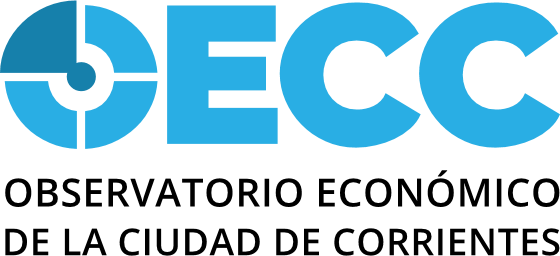 OECC
OBSERVATORIO ECONÓMICO
DE LA CIUDAD DE CORRIENTES